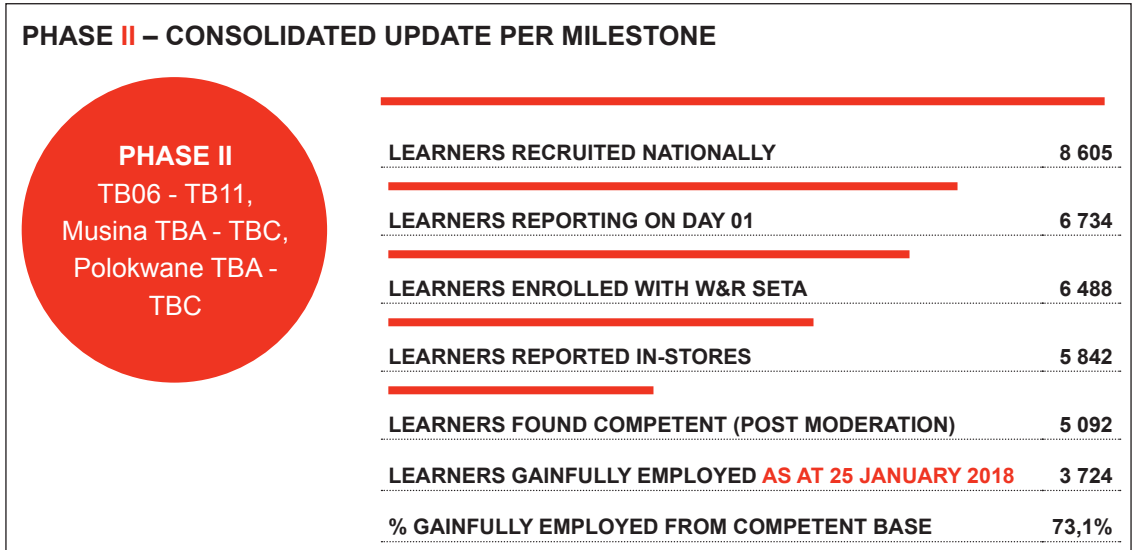 PHASE II – CONSOLIDATED UPDATE PER MILESTONE
PHASE II
TB06 - TB11,
Musina TBA - TBC,
Polokwane TBA -
TBC
LEARNERS RECRUITED NATIONALLY 8 605
LEARNERS REPORTING ON DAY 01 6 734
LEARNERS ENROLLED WITH W&R SETA 6 488
LEARNERS REPORTED IN-STORES 5 842
LEARNERS FOUND COMPETENT (POST MODERATION) 5 092
LEARNERS GAINFULLY EMPLOYED AS AT 25 JANUARY 2018 3 724
% GAINFULLY EMPLOYED FROM COMPETENT BASE 73,1%